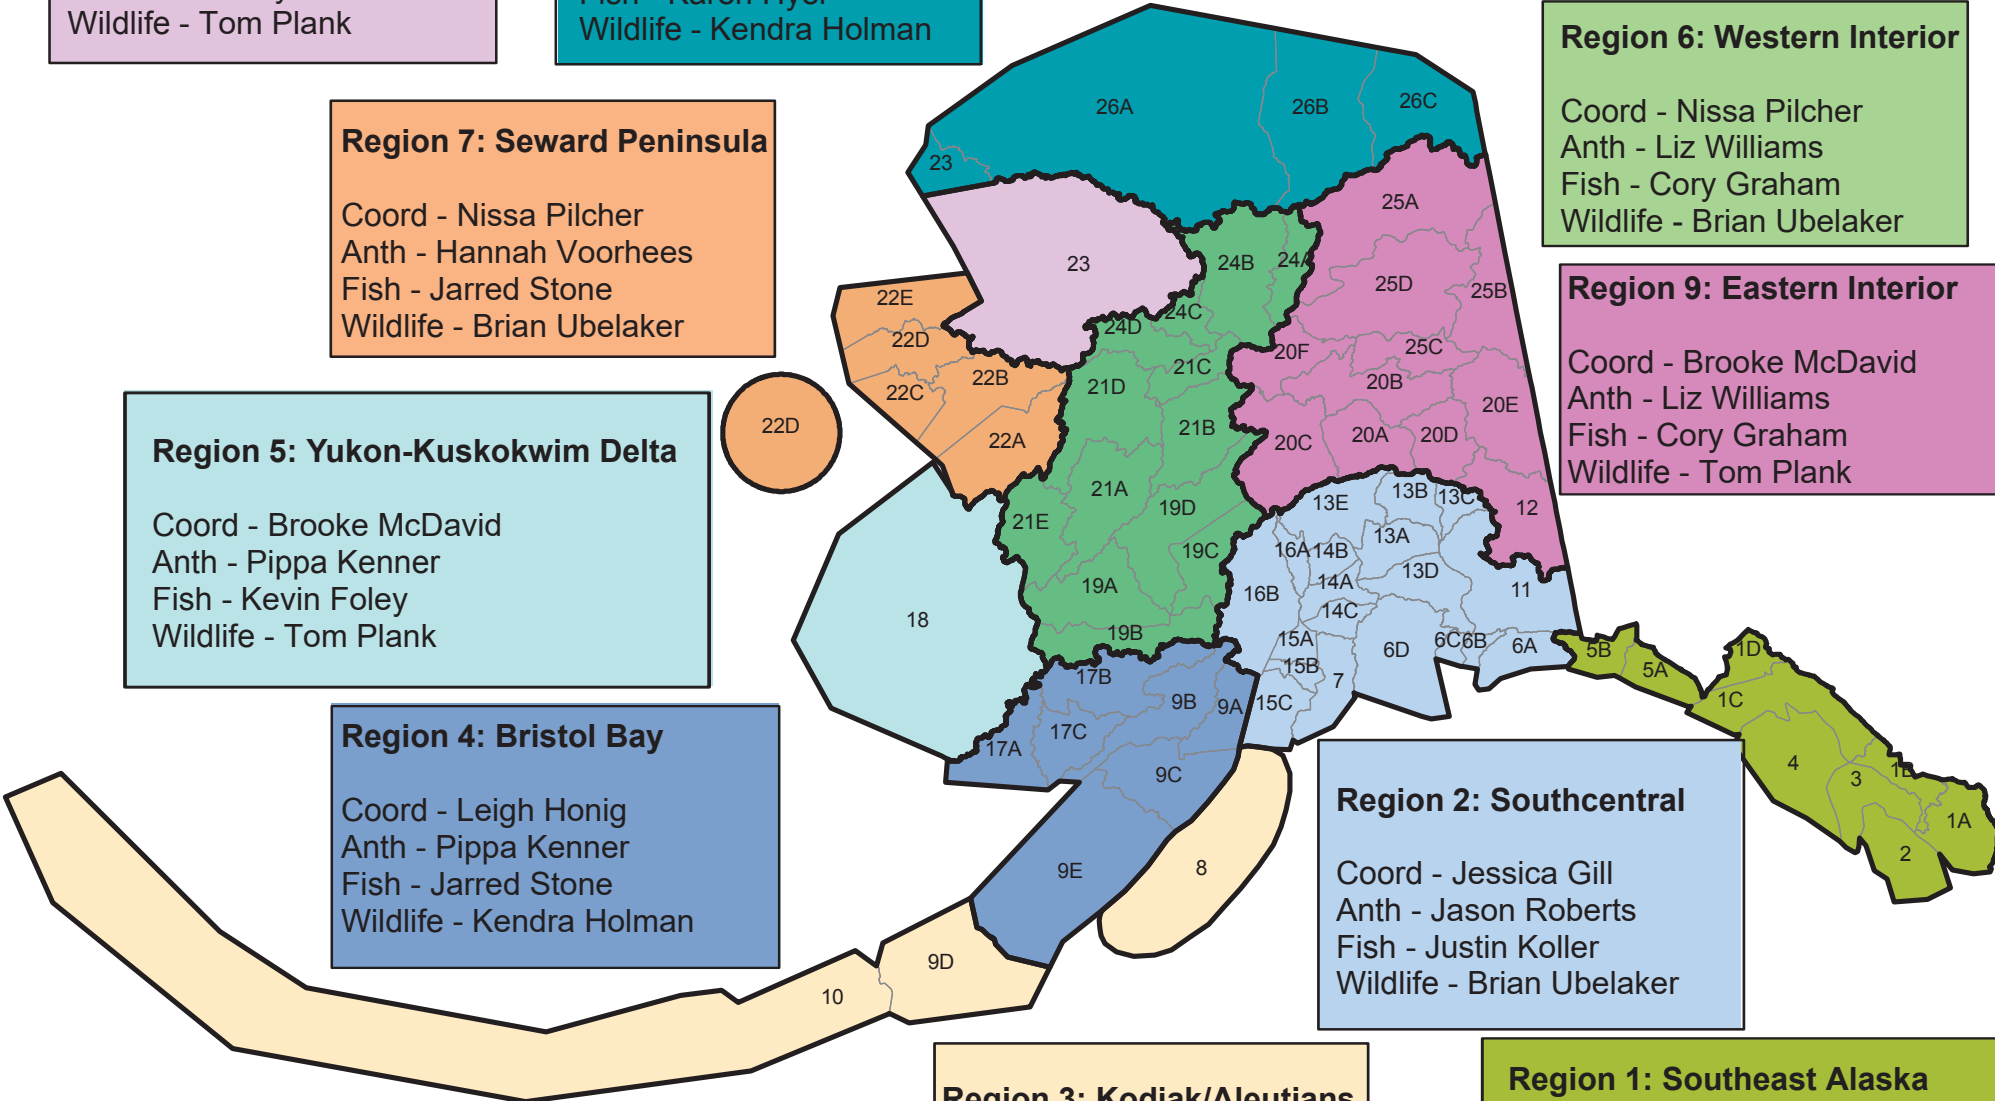 Wildlife - Tom Plank
Fish - Karen Hyer
Wildlife - Kendra Holman
Region 6: Western Interior
Coord - Nissa Pilcher
Anth - Liz Williams
Fish - Cory Graham
Wildlife - Brian Ubelaker
Region 7: Seward Peninsula
Coord - Nissa Pilcher
Anth - Hannah Voorhees
Fish - Jarred Stone
Wildlife - Brian Ubelaker
Region 9: Eastern Interior
Coord - Brooke McDavid
Anth - Liz Williams
Fish - Cory Graham
Wildlife - Tom Plank
Region 5: Yukon-Kuskokwim Delta
Coord - Brooke McDavid
Anth - Pippa Kenner
Fish - Kevin Foley
Wildlife - Tom Plank
Region 4: Bristol Bay
Coord - Leigh Honig
Anth - Pippa Kenner
Fish - Jarred Stone
Wildlife - Kendra Holman
Region 2: Southcentral
Coord - Jessica Gill
Anth - Jason Roberts
Fish - Justin Koller
Wildlife - Brian Ubelaker
Region 3: Kodiak/Aleutians
Region 1: Southeast Alaska
26A
26B
26C
23
23
25A
24B
24A
25D
25B
22E
24C
24D
22D
20F
25C
21C
22B
21D
20B
22C
20E
22D
21B
22A
20C
20A
20D
21A
13E
13B
13C
19D
12
21E
13A
19C
16A
14B
13D
19A
14A
16B
11
14C
18
19B
15A
6D
6C
6B
6A
5B
1D
15B
5A
17B
7
9B
9A
15C
1C
17C
17A
4
9C
3
1B
1A
2
9E
8
9D
10